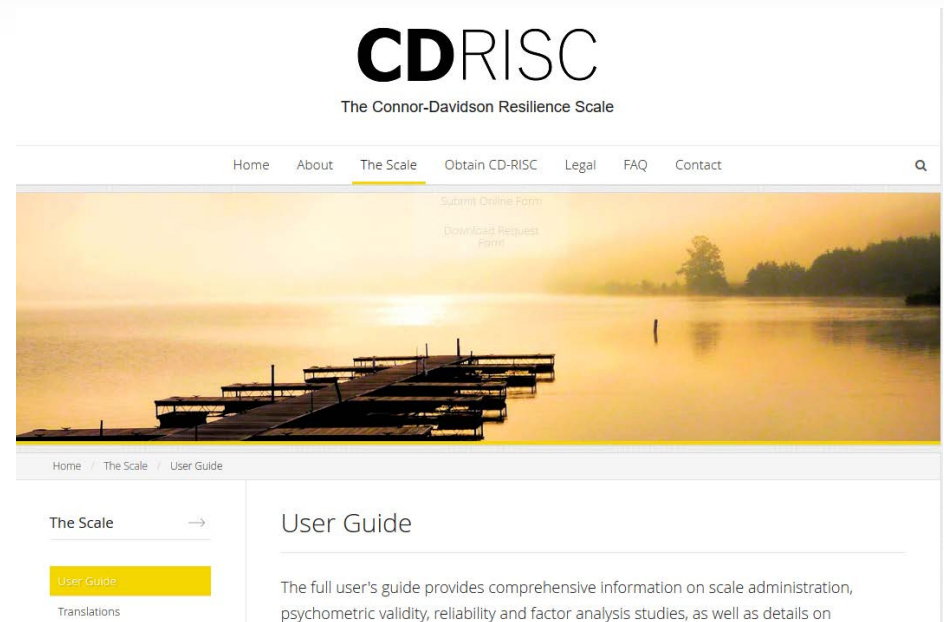 CDRISC
The Connor-Davidson Resilience Scale
Home About The Scale Obtain CD-RISC Legal FAQ Contact
Submit Online Form
Download Request
Form
Home / The Scale / User Guide
The Scale
User Guide
Translations
User Guide
The full user's guide provides comprehensive information on scale administration,
psychometric validity, reliability and factor analysis studies, as well as details on